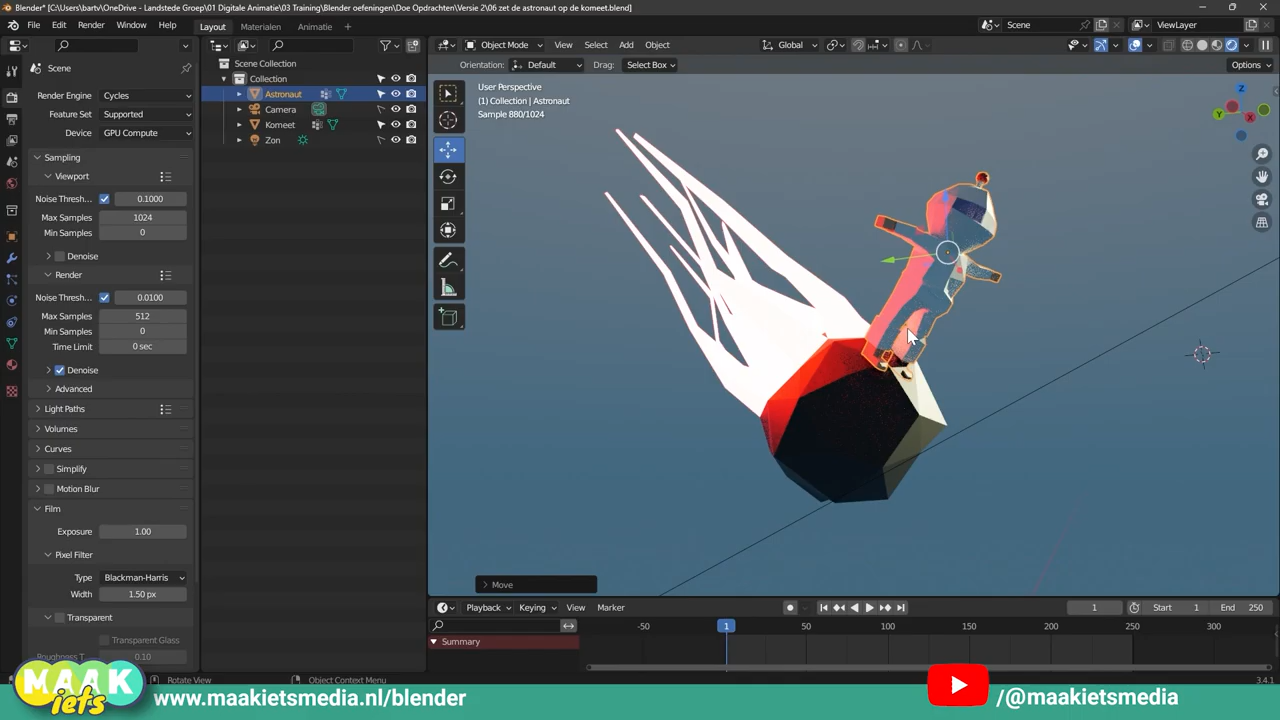 Blender* [C:\Users\bartv\OneDrive - Landstede Groep\01 Digitale Animatie\03 Training\Blender oefeningen\Doe Opdrachten\Versie 2\06 zet de astronaut op de komeet.blend]
File Edit Render Window Help Layout Materialen Animatie + Scene ViewLayer
Object Mode View Select Add Object Global
Scene
Orientation: Default Drag: Select Box Options
Render Engine Cycles
Feature Set Supported
Device GPU Compute
Sampling
Viewport
Noise Thresh... 0.1000
Max Samples 1024
Min Samples 0
Denoise
Render
Noise Thresh... 0.0100
Max Samples 512
Min Samples 0
Time Limit 0 sec
Denoise
Advanced
Light Paths
Volumes
Curves
Simplify
Motion Blur
Film
Exposure 1.00
Pixel Filter
Type Blackman-Harris
Width 1.50 px
Transparent
Transparent Glass
Roughness T... 0.10
Scene Collection
Collection
Astronaut
Camera
Komeet
Zon
User Perspective
(1) Collection | Astronaut
Sample 880/1024
Z
Y
X
Move
Playback Keying View Marker 1 Start 1 End 250
-50 1 50 100 150 200 250 300
Summary
Rotate View Object Context Menu 3.4.1
MAAK
iets
www.maakietsmedia.nl/blender
/@maakietsmedia